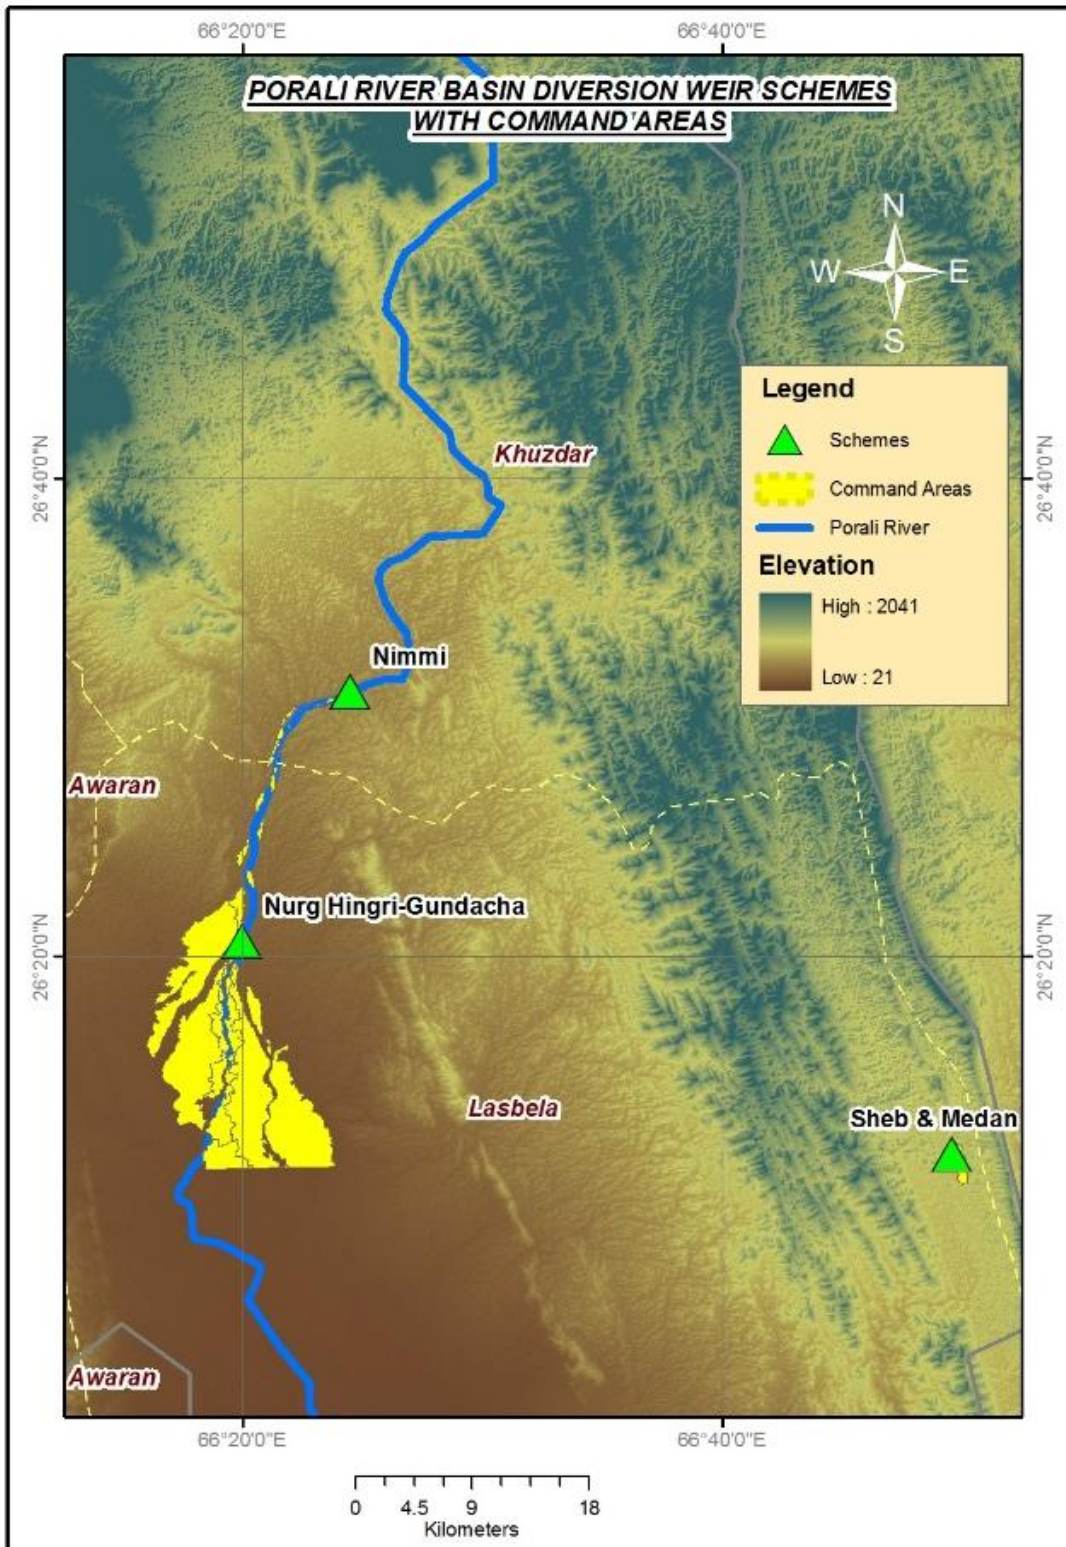 66°20'0"E
66°40'0"E
PORALI RIVER BASIN DIVERSION WEIR SCHEMES
WITH COMMAND AREAS
N
W
E
S
Legend
Schemes
Command Areas
Porali River
Elevation
High : 2041
Low : 21
Khuzdar
26°40'0"N
26°40'0"N
Nimmi
Awaran
Nurg Hingri-Gundacha
26°20'0"N
26°20'0"N
Lasbela
Sheb & Medan
Awaran
66°20'0"E
66°40'0"E
0 4.5 9 18
Kilometers